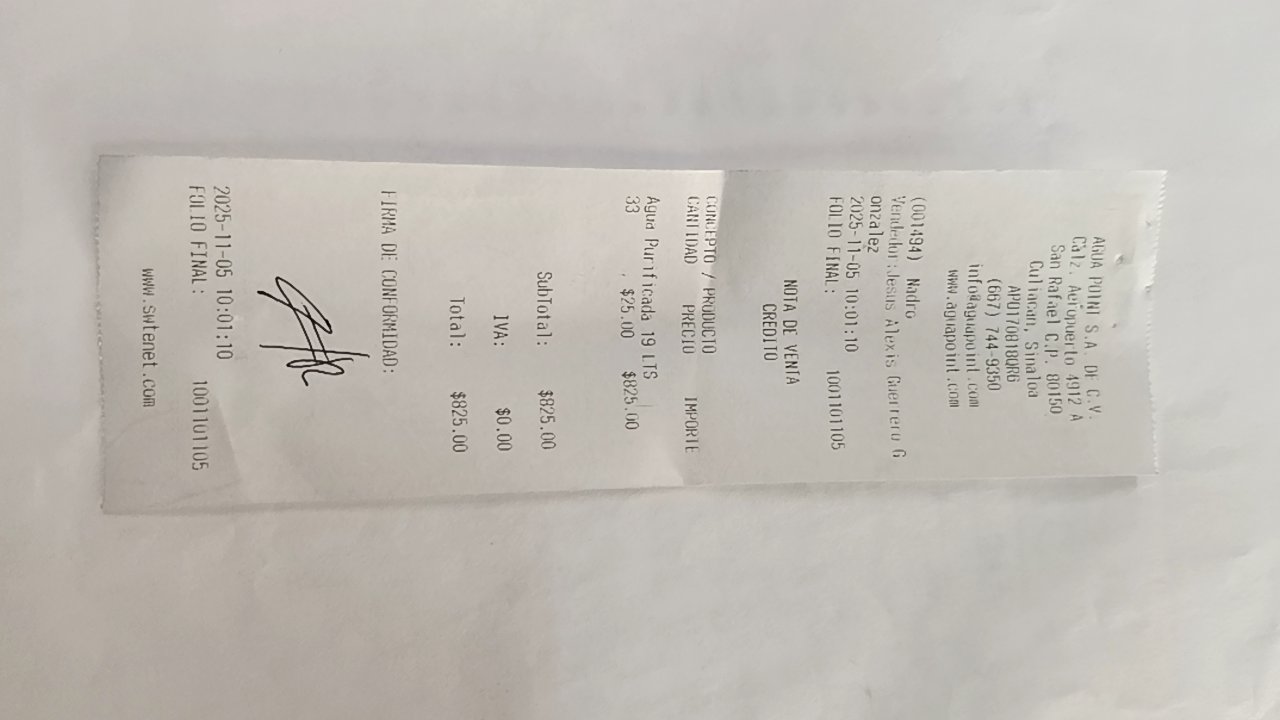 AGUA POINT S.A. DE C.V.
Calz. Aeropuerto 4912 A
San Rafael C.P. 80150
Culiacan, Sinaloa
APO170818QR6
(667) 744-9350
info@aguapoint.com
www.aguapoint.com
(001494) Nadro
Vendedor:Jesus Alexis Guerrero G
onzalez
2025-11-05 10:01:10
FOLIO FINAL: 1001101105
NOTA DE VENTA
CREDITO
CONCEPTO / PRODUCTO
CANTIDAD PRECIO IMPORTE
Agua Purificada 19 LTS
33 $25.00 $825.00
SubTotal: $825.00
IVA: $0.00
Total: $825.00
FIRMA DE CONFORMIDAD:
2025-11-05 10:01:10
FOLIO FINAL: 1001101105
www.swtenet.com